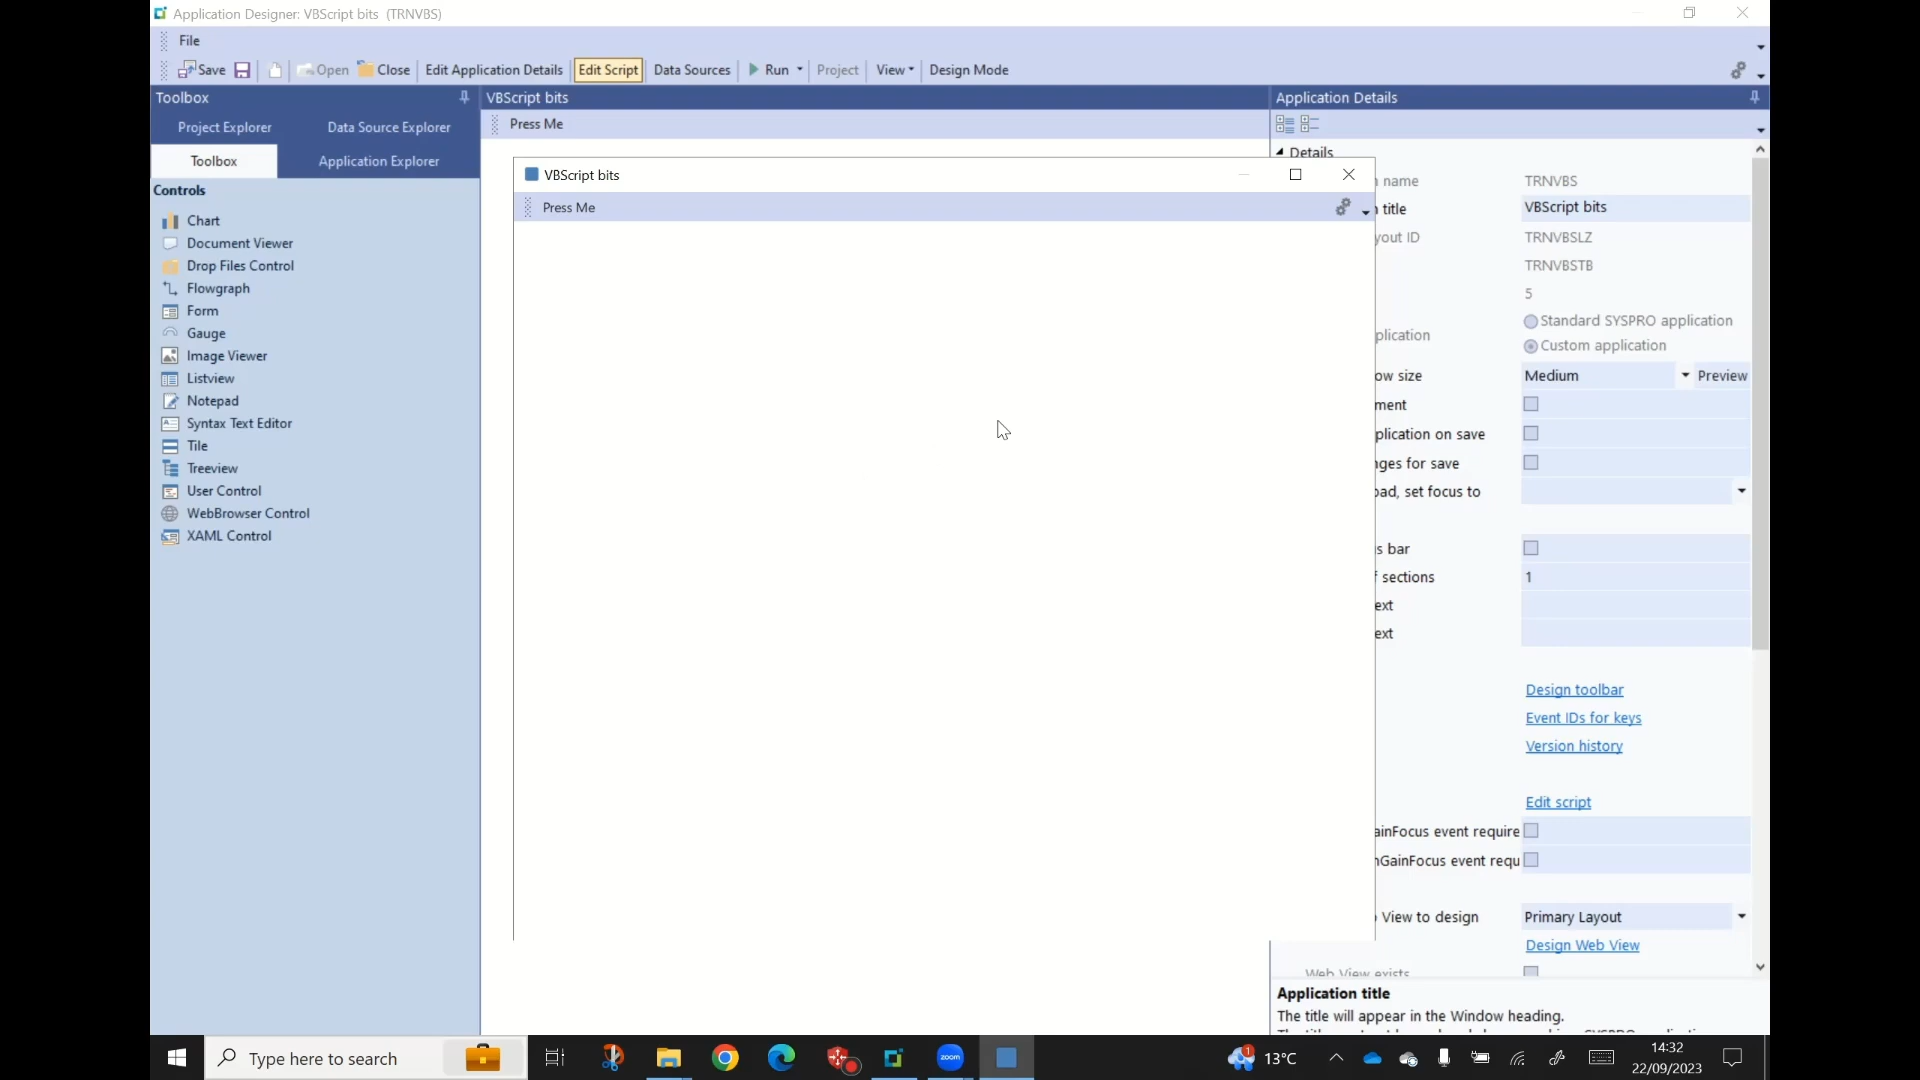 Application Designer: VBScript bits (TRNVBS)
File
Save Open Close Edit Application Details Edit Script Data Sources Run Project View Design Mode
Toolbox
VBScript bits
Application Details
Project Explorer Data Source Explorer
Press Me
Toolbox Application Explorer
Details
Controls
Chart
Document Viewer
Drop Files Control
Flowgraph
Form
Gauge
Image Viewer
Listview
Notepad
Syntax Text Editor
Tile
Treeview
User Control
WebBrowser Control
XAML Control
VBScript bits
Press Me
name TRNVBS
title VBScript bits
yout ID TRNVBSLZ
TRNVBSTB
5
Standard SYSPRO application
plication
Custom application
ow size Medium Preview
ment
plication on save
nges for save
oad, set focus to
s bar
f sections 1
ext
ext
Design toolbar
Event IDs for keys
Version history
Edit script
ainFocus event require
nGainFocus event requ
View to design Primary Layout
Design Web View
Web View exists
Application title
The title will appear in the Window heading.
Type here to search
zoom
1
13°C
14:32
22/09/2023